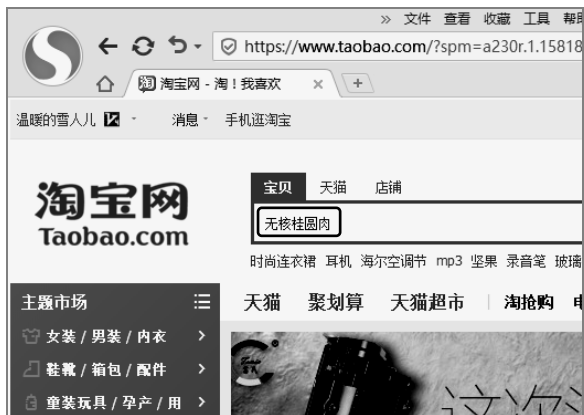 » 文件 查看 收藏 工具
https://www.taobao.com/?spm=a230r.1.1581
淘宝网 - 淘！我喜欢 × +
温暖的雪人儿 消息 手机逛淘宝
淘宝网
Taobao.com
宝贝 天猫 店铺
无核桂圆肉
时尚连衣裙 耳机 海尔空调节 mp3 坚果 录音笔 玻璃
主题市场 天猫 聚划算 天猫超市 淘抢购
女装 / 男装 / 内衣 >
鞋靴 / 箱包 / 配件 >
童装玩具 / 孕产 / 用 >
这次